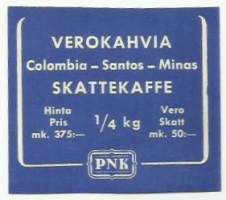 VEROKAHVIA
Colombia – Santos – Minas
SKATTEKAFFE
Hinta Pris mk. 375:—
1/4 kg
Vero Skatt mk. 50:—
PNK